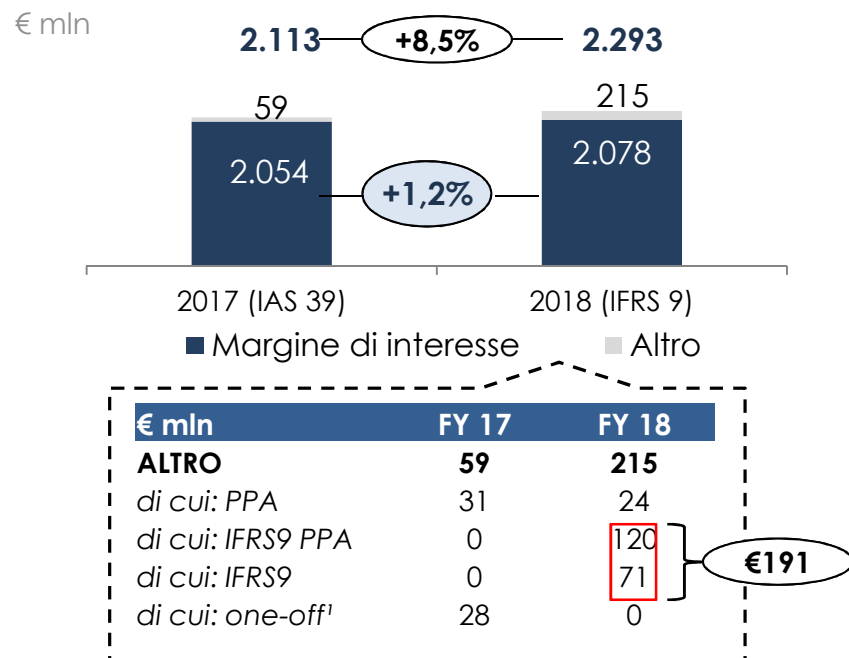 € mln
2.113 +8,5% 2.293
59 215
2.054 2.078
+1,2%
2017 (IAS 39) 2018 (IFRS 9)
Margine di interesse Altro
€ mln FY 17 FY 18
ALTRO 59 215
di cui: PPA 31 24
di cui: IFRS9 PPA 0 120
di cui: IFRS9 0 71
€191
di cui: one-off¹ 28 0